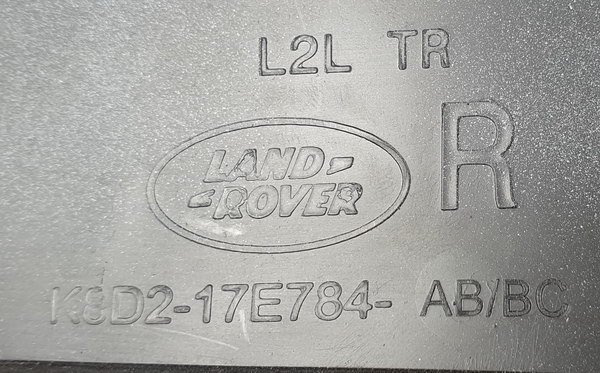 L2L TR
R
LAND
ROVER
K8D2-17E784- AB/BC